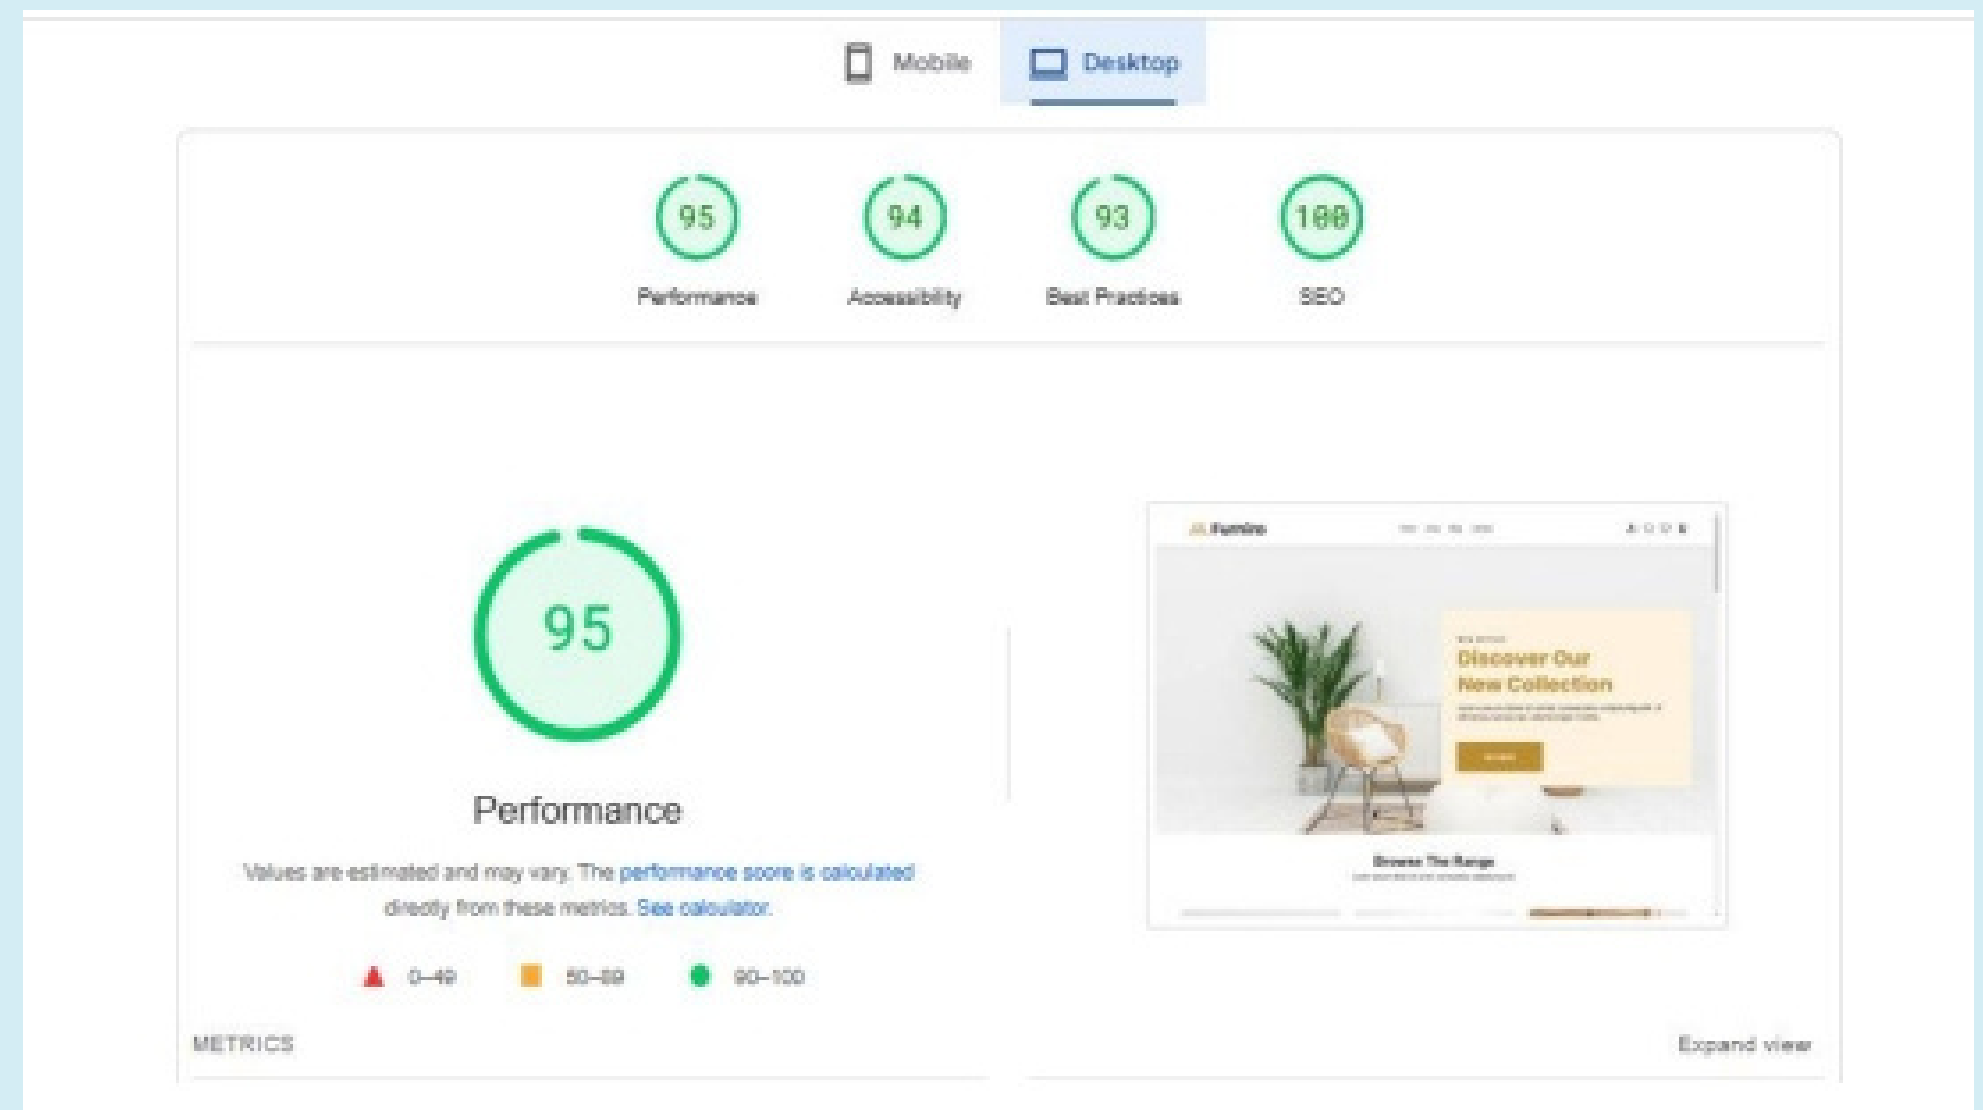 Mobile Desktop
95 94 93 100
Performance Accessibility Best Practices SEO
95
Performance
Values are estimated and may vary. The performance score is calculated
directly from these metrics. See calculator.
0–49 50–89 90–100
METRICS
Expand view
Furniro
Discover Our
New Collection
Browse The Range